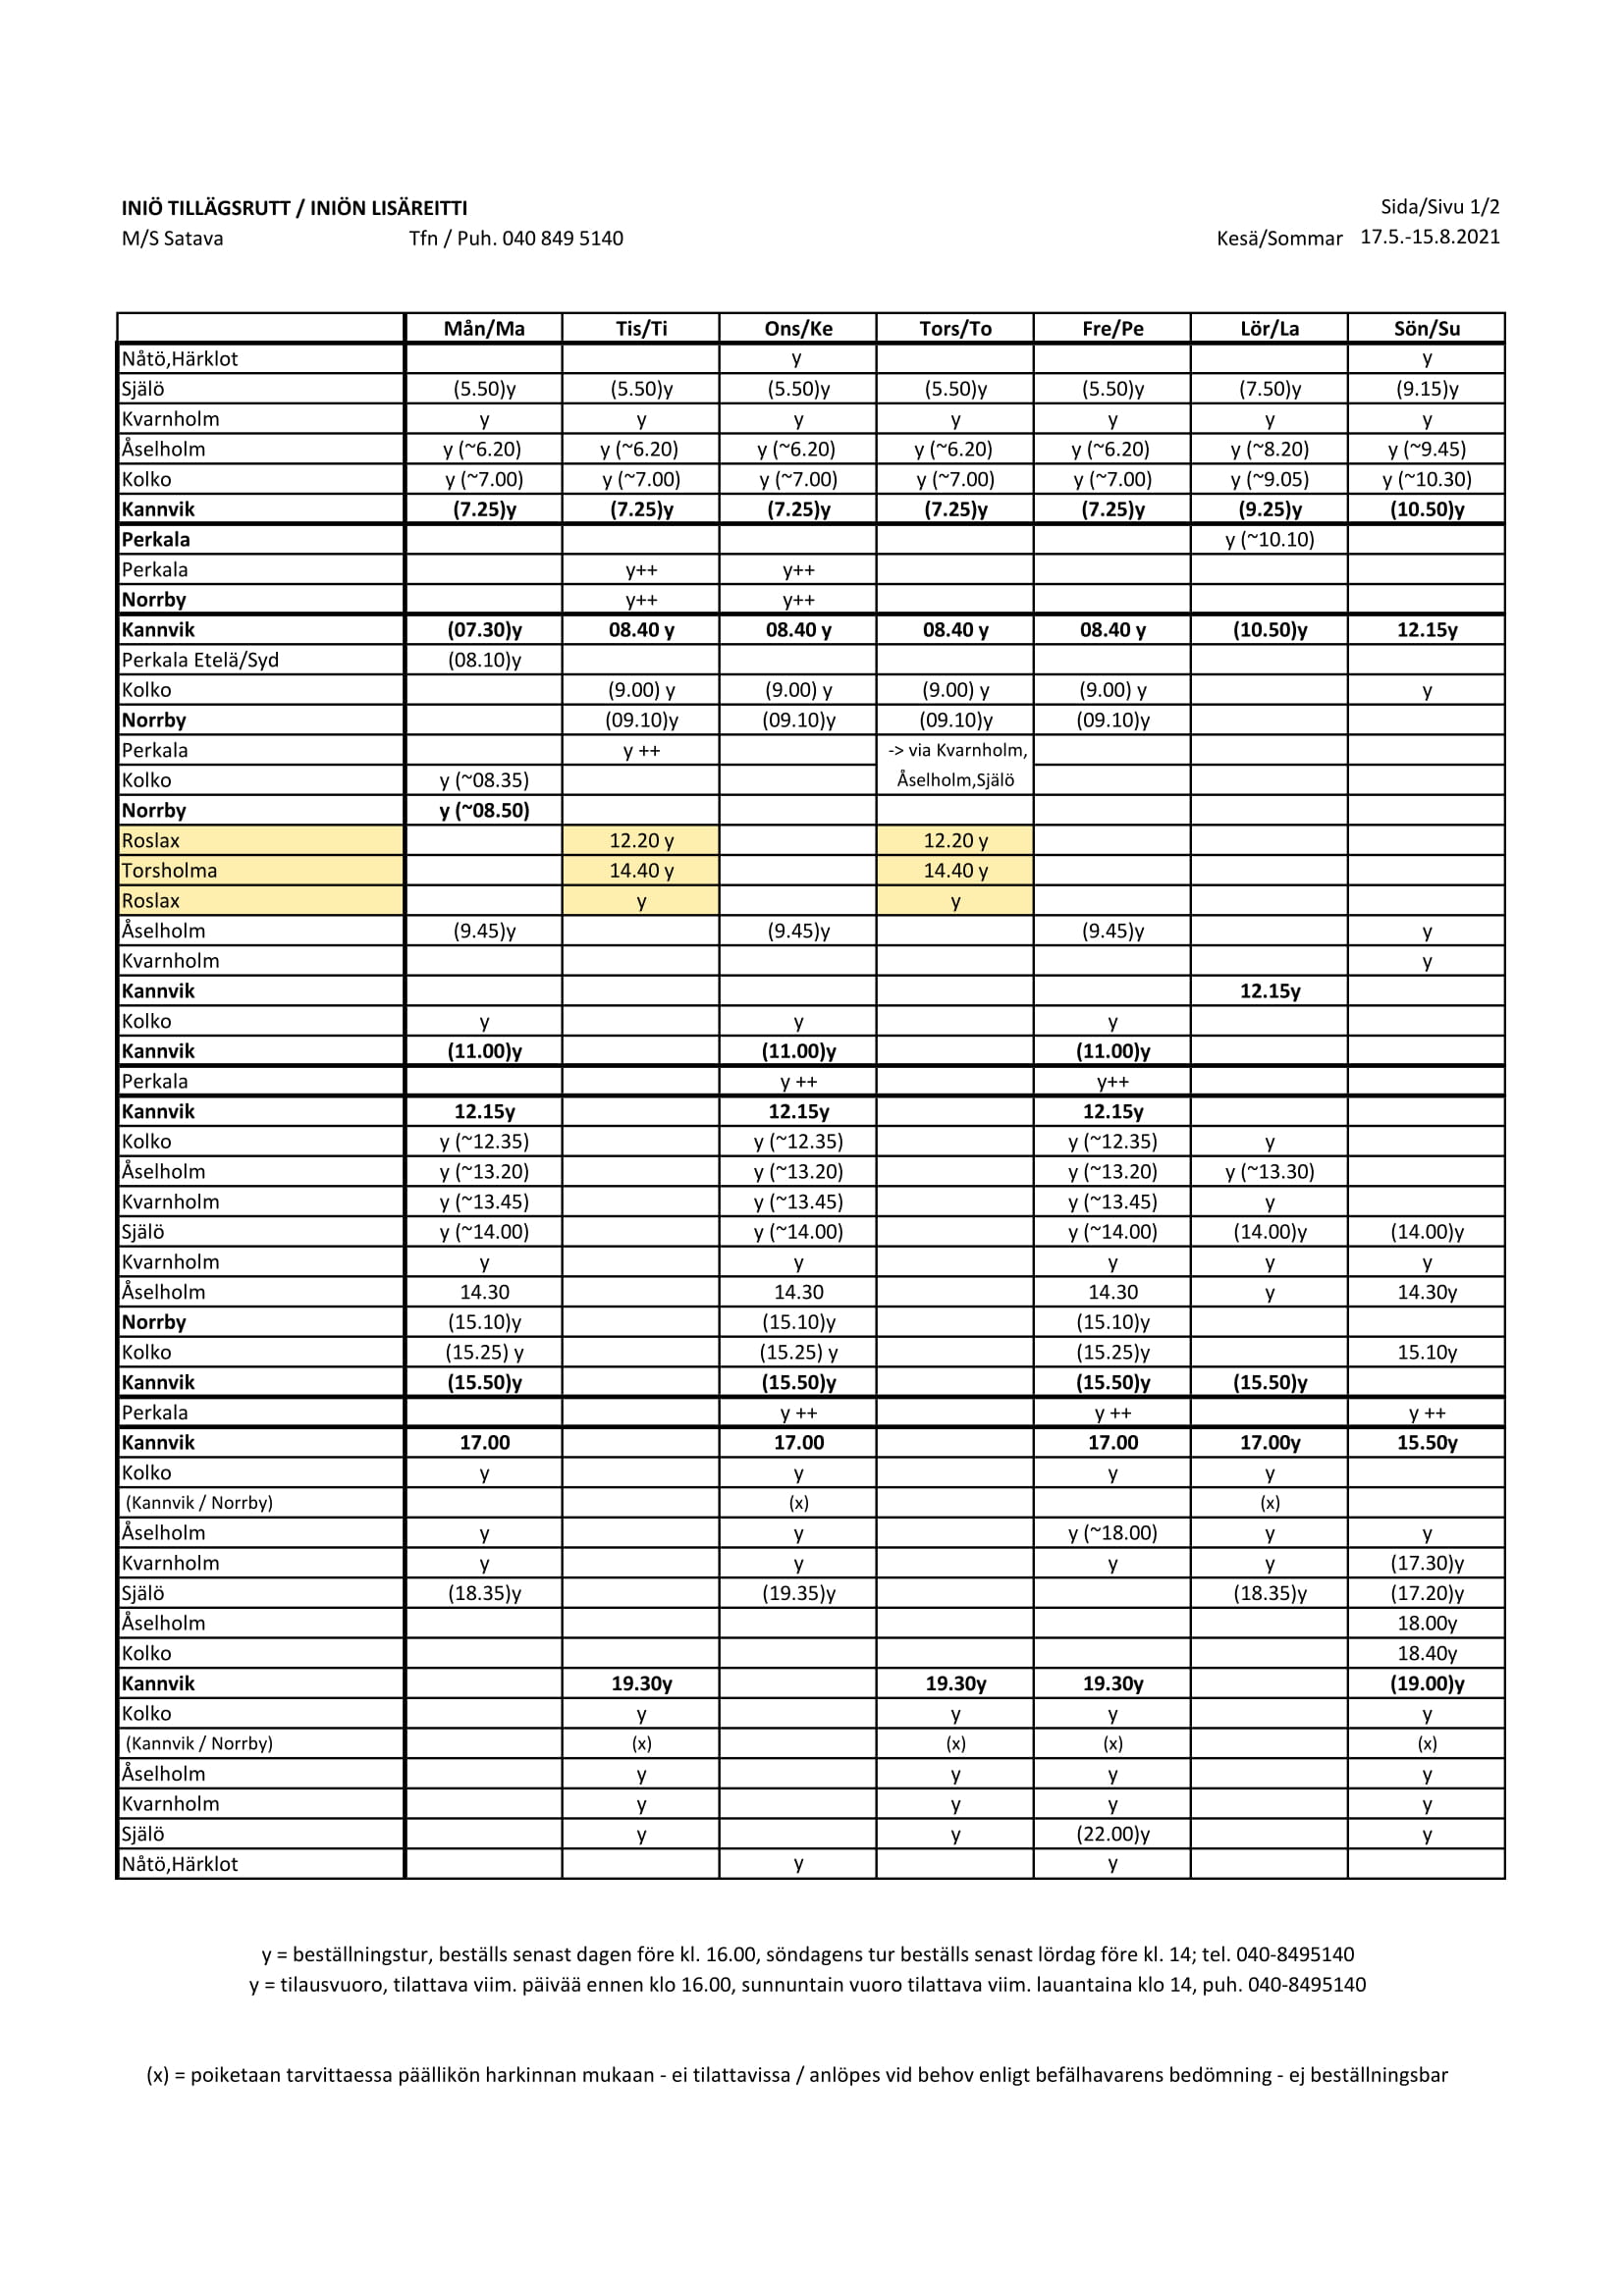 INIÖ TILLÄGSRUTT / INIÖN LISÄREITTI Sida/Sivu 1/2
M/S Satava Tfn / Puh. 040 849 5140 Kesä/Sommar 17.5.-15.8.2021
Mån/Ma Tis/Ti Ons/Ke Tors/To Fre/Pe Lör/La Sön/Su
Nåtö,Härklot y y
Själö (5.50)y (5.50)y (5.50)y (5.50)y (5.50)y (7.50)y (9.15)y
Kvarnholm y y y y y y y
Åselholm y (~6.20) y (~6.20) y (~6.20) y (~6.20) y (~6.20) y (~8.20) y (~9.45)
Kolko y (~7.00) y (~7.00) y (~7.00) y (~7.00) y (~7.00) y (~9.05) y (~10.30)
Kannvik (7.25)y (7.25)y (7.25)y (7.25)y (7.25)y (9.25)y (10.50)y
Perkala y (~10.10)
Perkala y++ y++
Norrby y++ y++
Kannvik (07.30)y 08.40 y 08.40 y 08.40 y 08.40 y (10.50)y 12.15y
Perkala Etelä/Syd (08.10)y
Kolko (9.00) y (9.00) y (9.00) y (9.00) y y
Norrby (09.10)y (09.10)y (09.10)y (09.10)y
Perkala y ++ -> via Kvarnholm,
Kolko y (~08.35) Åselholm,Själö
Norrby y (~08.50)
Roslax 12.20 y 12.20 y
Torsholma 14.40 y 14.40 y
Roslax y y
Åselholm (9.45)y (9.45)y (9.45)y y
Kvarnholm y
Kannvik 12.15y
Kolko y y y
Kannvik (11.00)y (11.00)y (11.00)y
Perkala y ++ y++
Kannvik 12.15y 12.15y 12.15y
Kolko y (~12.35) y (~12.35) y (~12.35) y
Åselholm y (~13.20) y (~13.20) y (~13.20) y (~13.30)
Kvarnholm y (~13.45) y (~13.45) y (~13.45) y
Själö y (~14.00) y (~14.00) y (~14.00) (14.00)y (14.00)y
Kvarnholm y y y y y
Åselholm 14.30 14.30 14.30 y 14.30y
Norrby (15.10)y (15.10)y (15.10)y
Kolko (15.25) y (15.25) y (15.25)y 15.10y
Kannvik (15.50)y (15.50)y (15.50)y (15.50)y
Perkala y ++ y ++ y ++
Kannvik 17.00 17.00 17.00 17.00y 15.50y
Kolko y y y y
(Kannvik / Norrby) (x) (x)
Åselholm y y y (~18.00) y y
Kvarnholm y y y y (17.30)y
Själö (18.35)y (19.35)y (18.35)y (17.20)y
Åselholm 18.00y
Kolko 18.40y
Kannvik 19.30y 19.30y 19.30y (19.00)y
Kolko y y y y
(Kannvik / Norrby) (x) (x) (x) (x)
Åselholm y y y y
Kvarnholm y y y y
Själö y y (22.00)y y
Nåtö,Härklot y y
y = beställningstur, beställs senast dagen före kl. 16.00, söndagens tur beställs senast lördag före kl. 14; tel. 040-8495140
y = tilausvuoro, tilattava viim. päivää ennen klo 16.00, sunnuntain vuoro tilattava viim. lauantaina klo 14, puh. 040-8495140
(x) = poiketaan tarvittaessa päällikön harkinnan mukaan - ei tilattavissa / anlöpes vid behov enligt befälhavarens bedömning - ej beställningsbar